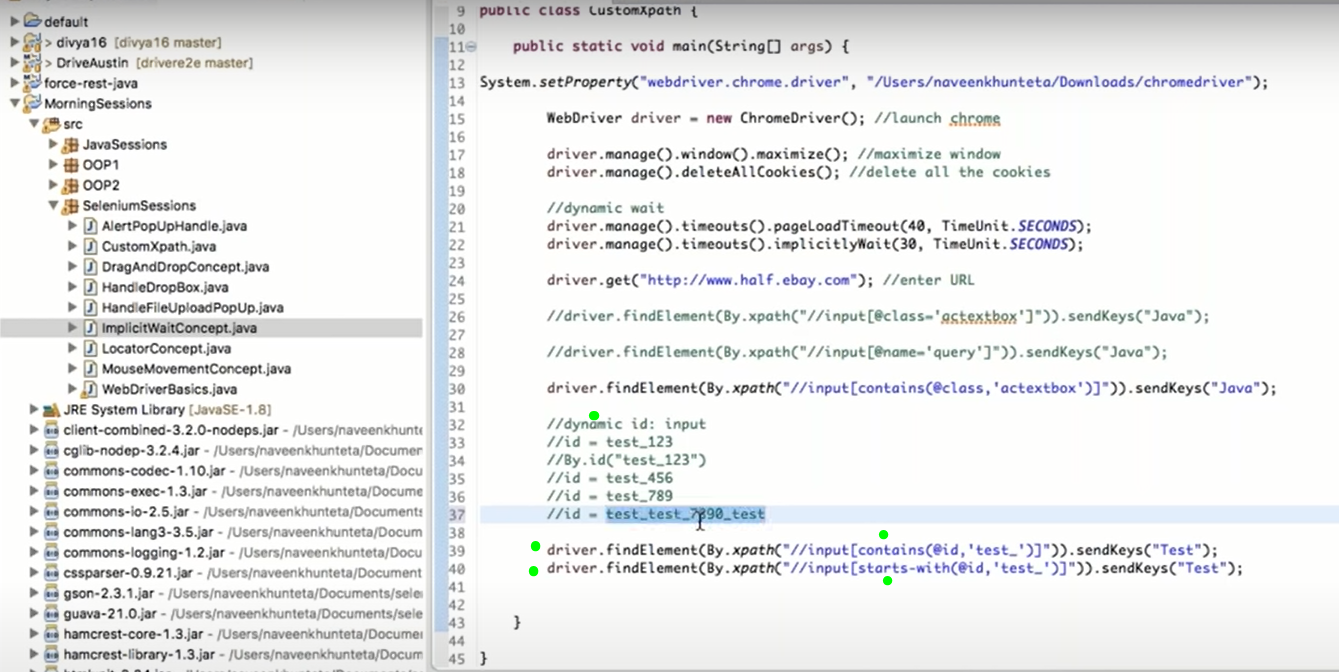 default
> divya16 [divya16 master]
> DriveAustin [drivere2e master]
force-rest-java
MorningSessions
src
JavaSessions
OOP1
OOP2
SeleniumSessions
AlertPopUpHandle.java
CustomXpath.java
DragAndDropConcept.java
HandleDropBox.java
HandleFileUploadPopUp.java
ImplicitWaitConcept.java
LocatorConcept.java
MouseMovementConcept.java
WebDriverBasics.java
JRE System Library [JavaSE-1.8]
client-combined-3.2.0-nodeps.jar - /Users/naveenkhunte
cglib-nodep-3.2.4.jar - /Users/naveenkhunteta/Documer
commons-codec-1.10.jar - /Users/naveenkhunteta/Docu
commons-exec-1.3.jar - /Users/naveenkhunteta/Docume
commons-io-2.5.jar - /Users/naveenkhunteta/Document
commons-lang3-3.5.jar - /Users/naveenkhunteta/Docum
commons-logging-1.2.jar - /Users/naveenkhunteta/Docu
cssparser-0.9.21.jar - /Users/naveenkhunteta/Documen
gson-2.3.1.jar - /Users/naveenkhunteta/Documents/sele
guava-21.0.jar - /Users/naveenkhunteta/Documents/sele
hamcrest-core-1.3.jar - /Users/naveenkhunteta/Docume
hamcrest-library-1.3.jar - /Users/naveenkhunteta/Docum
9 public class CustomXpath {
10
11 public static void main(String[] args) {
12
13 System.setProperty("webdriver.chrome.driver", "/Users/naveenkhunteta/Downloads/chromedriver");
14
15 WebDriver driver = new ChromeDriver(); //launch chrome
16
17 driver.manage().window().maximize(); //maximize window
18 driver.manage().deleteAllCookies(); //delete all the cookies
19
20 //dynamic wait
21 driver.manage().timeouts().pageLoadTimeout(40, TimeUnit.SECONDS);
22 driver.manage().timeouts().implicitlyWait(30, TimeUnit.SECONDS);
23
24 driver.get("http://www.half.ebay.com"); //enter URL
25
26 //driver.findElement(By.xpath("//input[@class='actextbox']")).sendKeys("Java");
27
28 //driver.findElement(By.xpath("//input[@name='query']")).sendKeys("Java");
29
30 driver.findElement(By.xpath("//input[contains(@class,'actextbox')]")).sendKeys("Java");
31
32 //dynamic id: input
33 //id = test_123
34 //By.id("test_123")
35 //id = test_456
36 //id = test_789
37 //id = test_test_7890_test
38
39 driver.findElement(By.xpath("//input[contains(@id,'test_')]")).sendKeys("Test");
40 driver.findElement(By.xpath("//input[starts-with(@id,'test_')]")).sendKeys("Test");
41
42
43 }
44
45 }